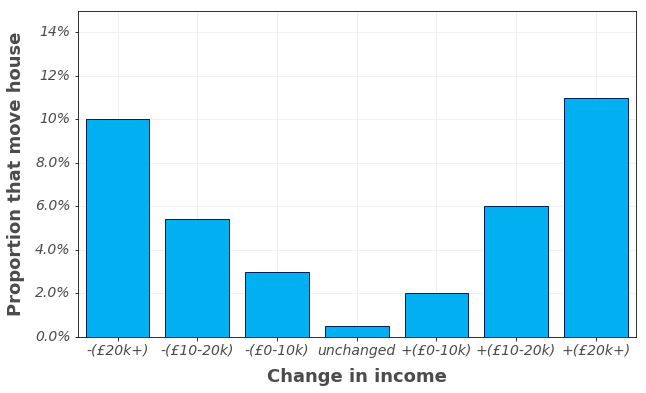 Proportion that move house
14%
12%
10%
8.0%
6.0%
4.0%
2.0%
0.0%
-(£20k+) -(£10-20k) -(£0-10k) unchanged +(£0-10k) +(£10-20k) +(£20k+)
Change in income